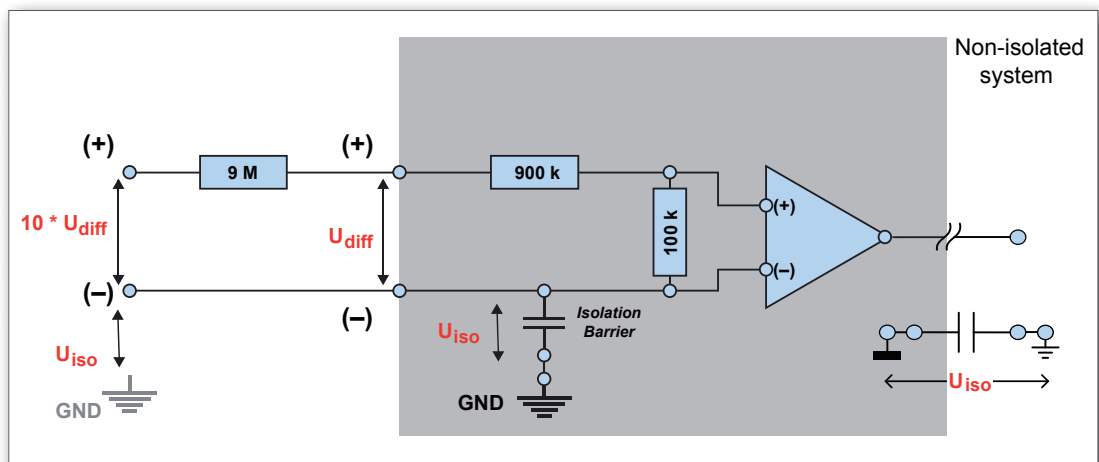 Non-isolated
system
(+)
(+)
9 M
900 k
100 k
(+)
10 * Udiff
Udiff
(–)
(–)
(–)
Uiso
Uiso
Isolation
Barrier
GND
GND
Uiso